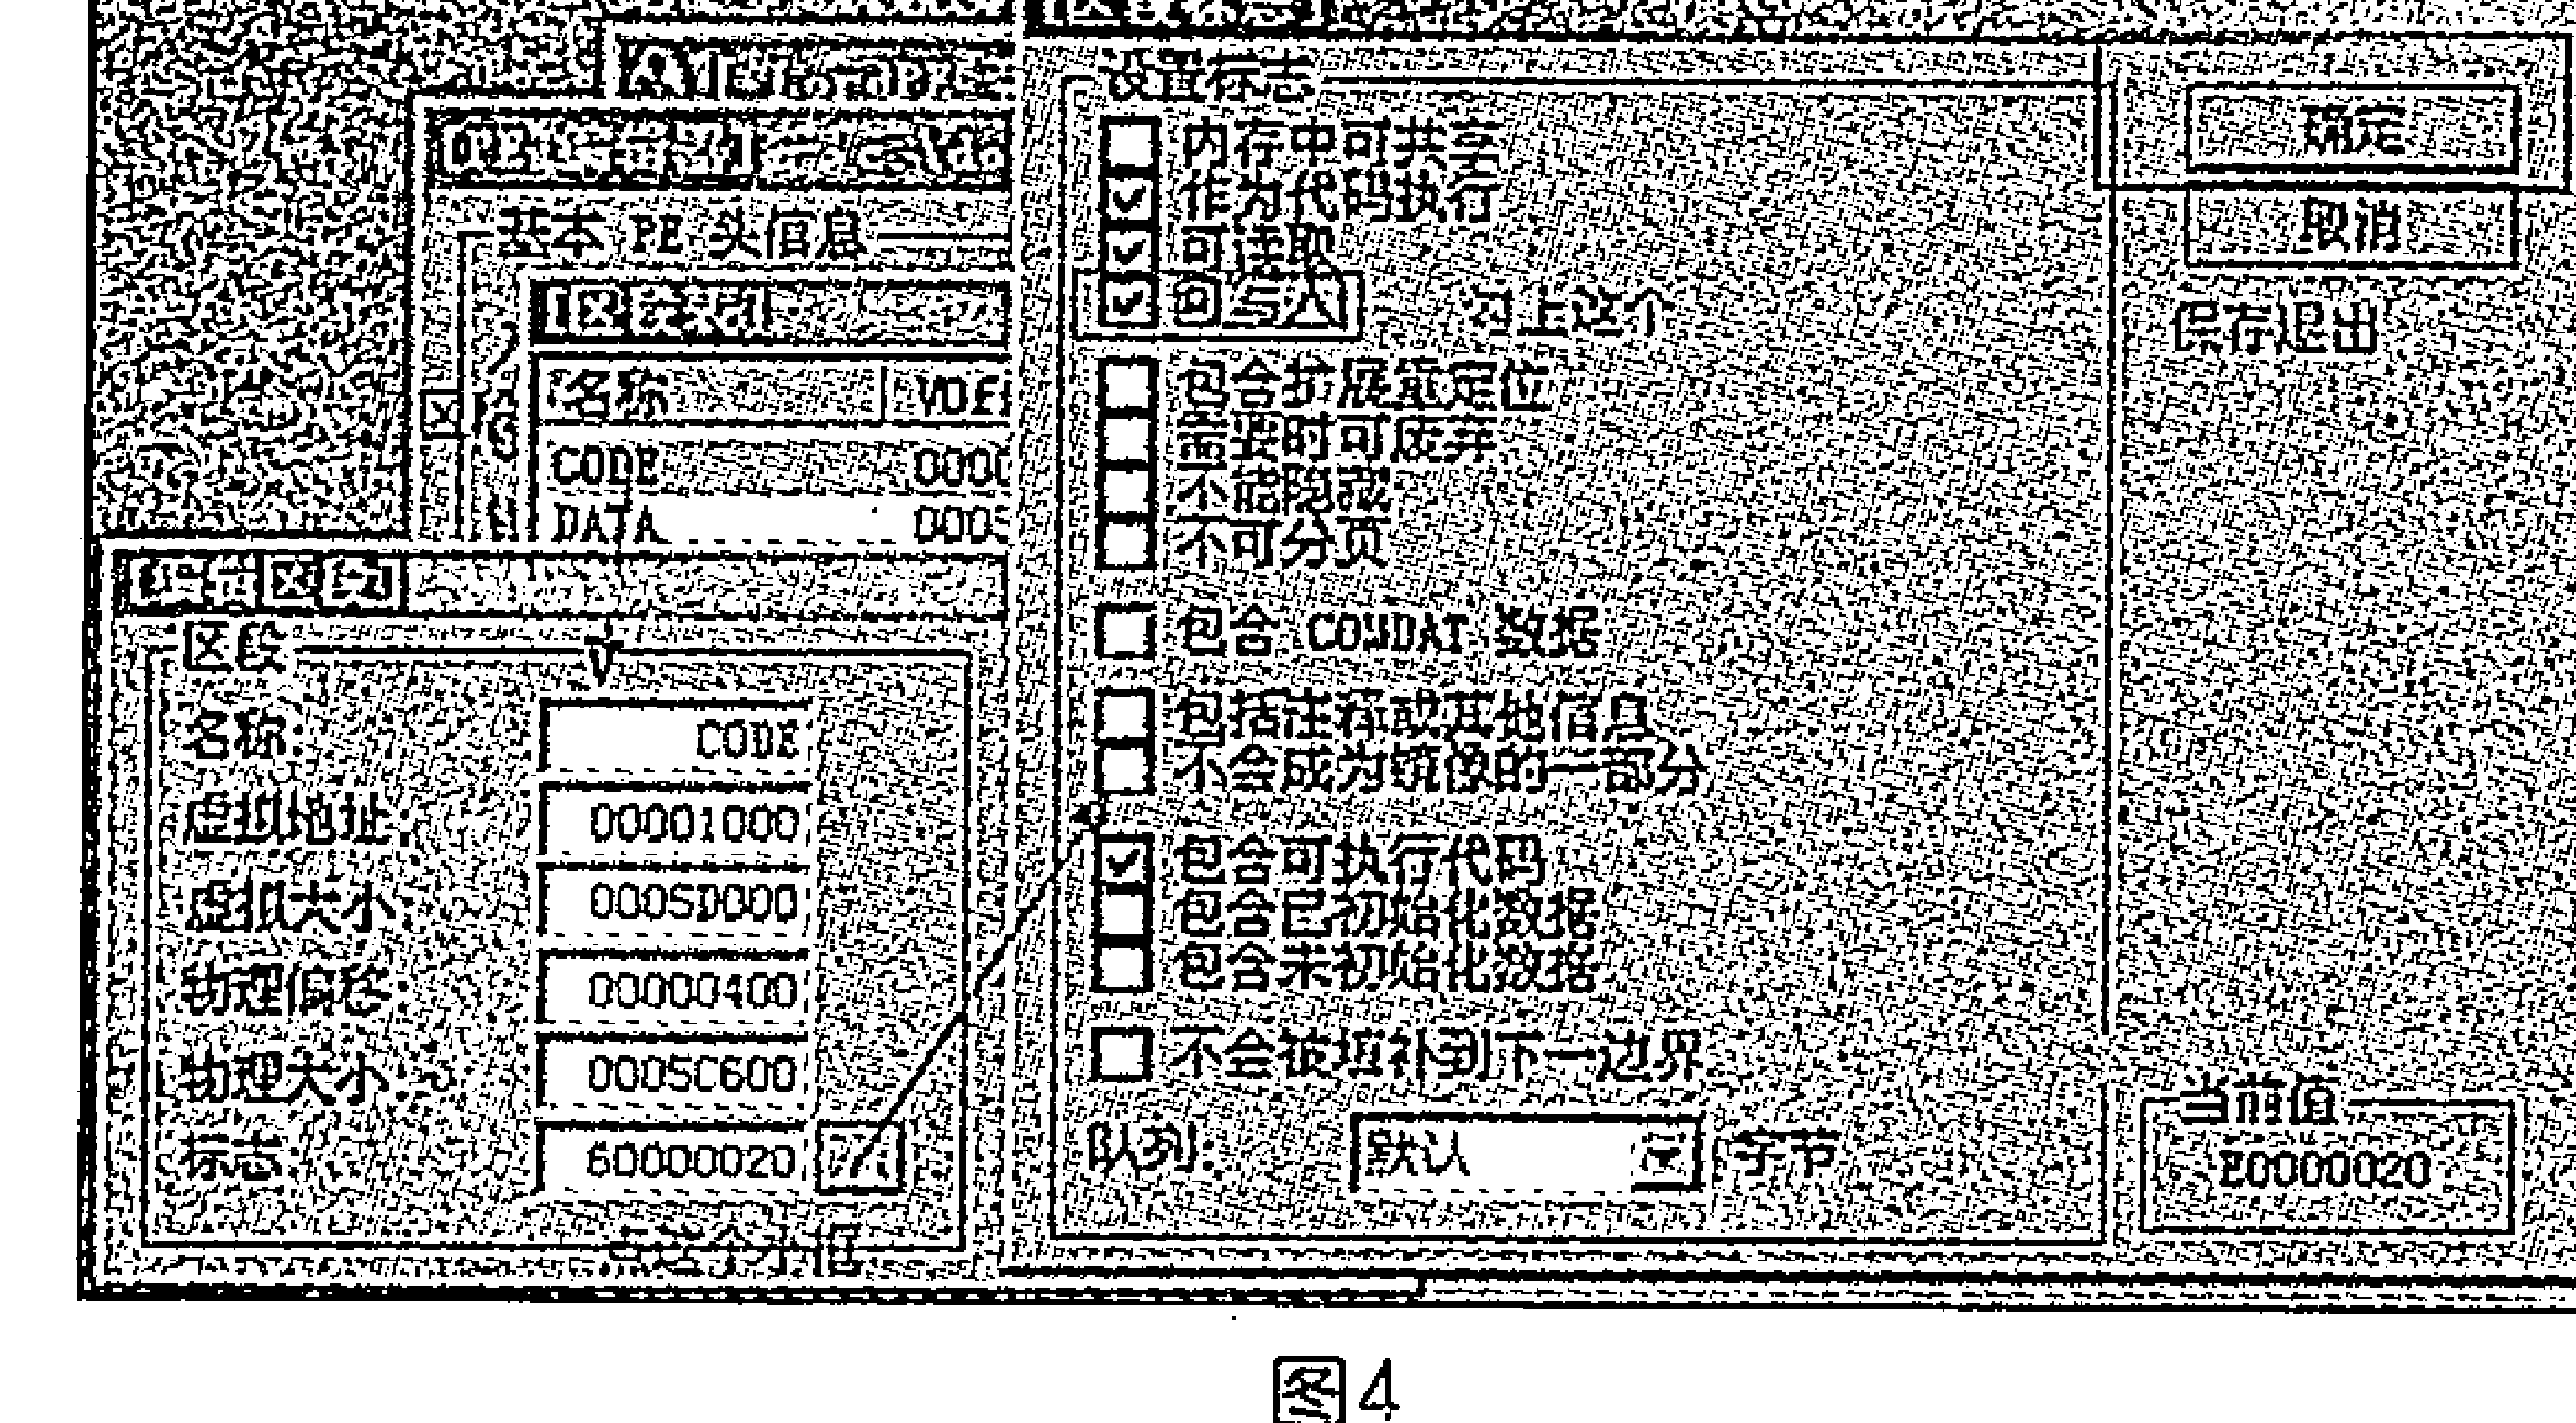 基本 PE 头信息
名称
CODE
DATA
区段
名称:
CODE
虚拟地址:
00001000
虚拟大小:
0005D000
物理偏移:
00000400
物理大小:
0005C600
标志:
60000020
点这个小框
设置标志
内存中可共享
作为代码执行
可读取
可写入
勾上这个
包含扩展重定位
需要时可废弃
不能隐藏
不可分页
包含 COMDAT 数据
包括注释或其他信息
不会成为镜像的一部分
包含可执行代码
包含已初始化数据
包含未初始化数据
不会被填补到下一边界
队列:
默认
字节
确定
取消
保存退出
当前值
E0000020
图4